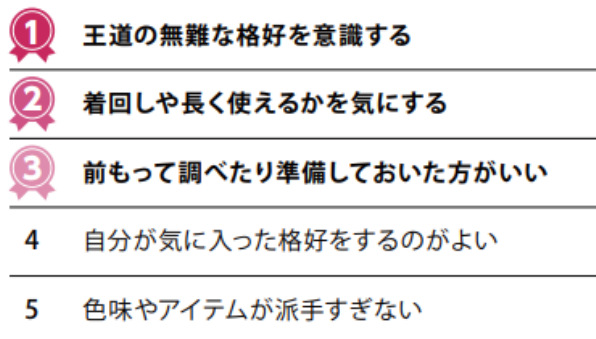 1 王道の無難な格好を意識する
2 着回しや長く使えるかを気にする
3 前もって調べたり準備しておいた方がいい
4 自分が気に入った格好をするのがよい
5 色味やアイテムが派手すぎない